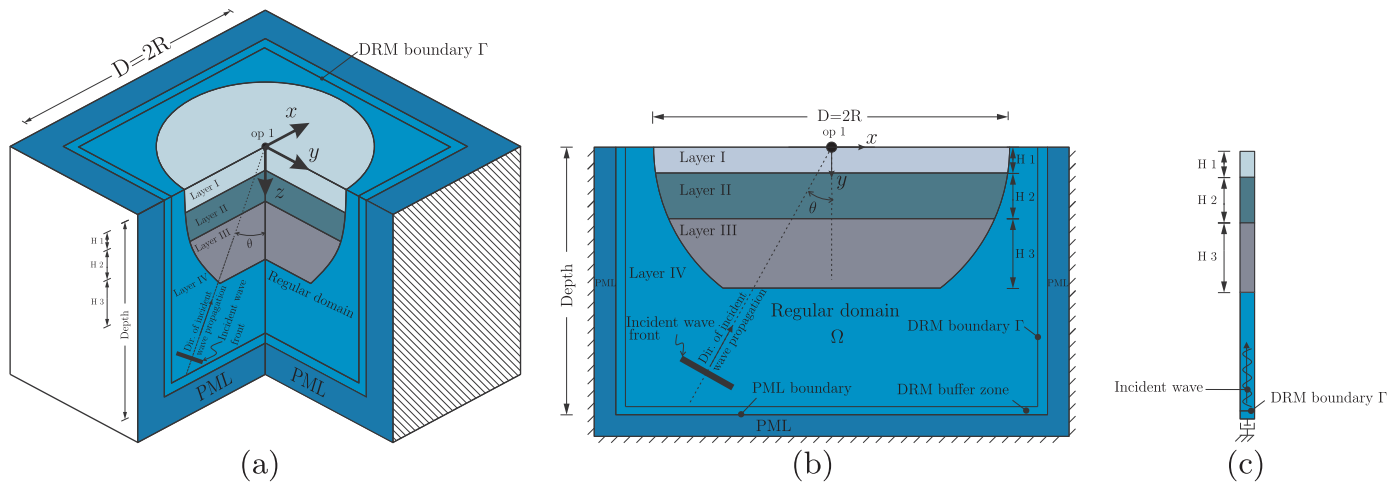 D=2R
DRM boundary Γ
x
op 1
y
z
Layer I
Layer II
Layer III
θ
Layer IV
H 1
H 2
H 3
Depth
Dir. of incident
wave propagation
Incident wave
front
Regular domain
PML
PML
(a)
D=2R
op 1
x
y
Layer I
Layer II
Layer III
Layer IV
θ
H 1
H 2
H 3
Depth
PML
PML
Incident wave
front
Dir. of incident
wave propagation
Regular domain
Ω
DRM boundary Γ
PML boundary
DRM buffer zone
PML
(b)
H 1
H 2
H 3
Incident wave
DRM boundary Γ
(c)